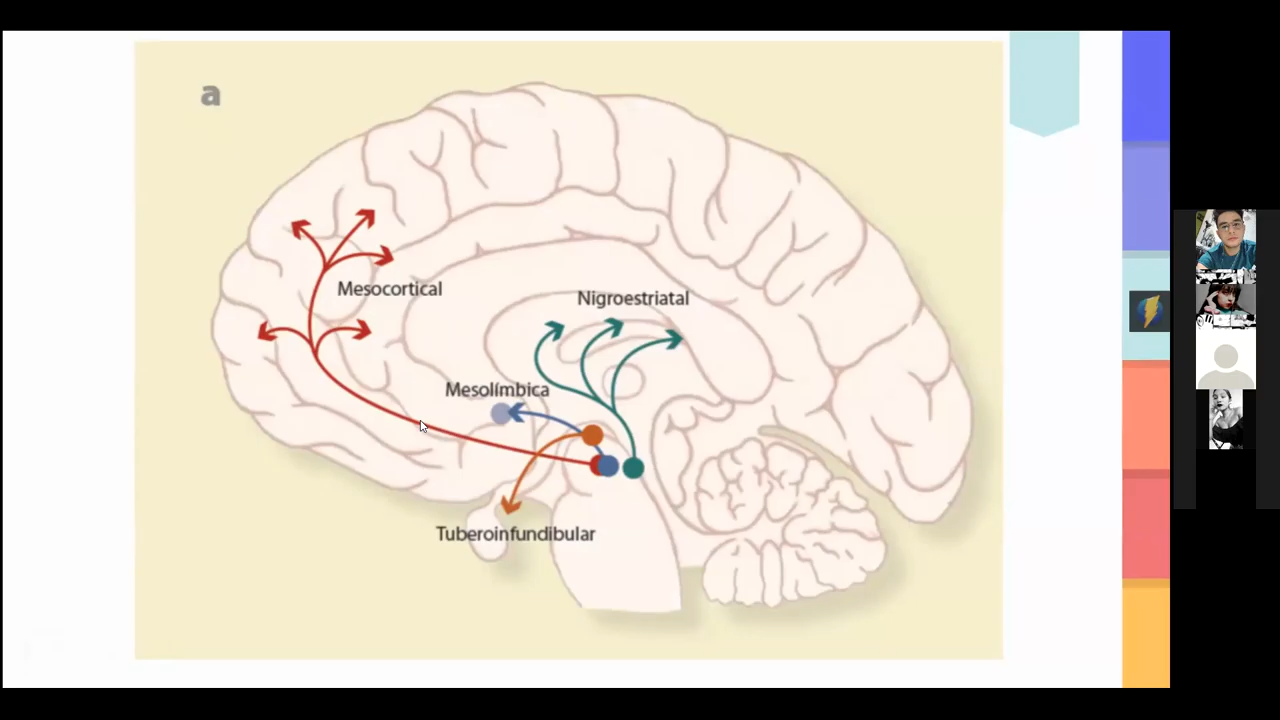 a
Mesocortical
Nigroestriatal
Mesolímbica
Tuberoinfundibular